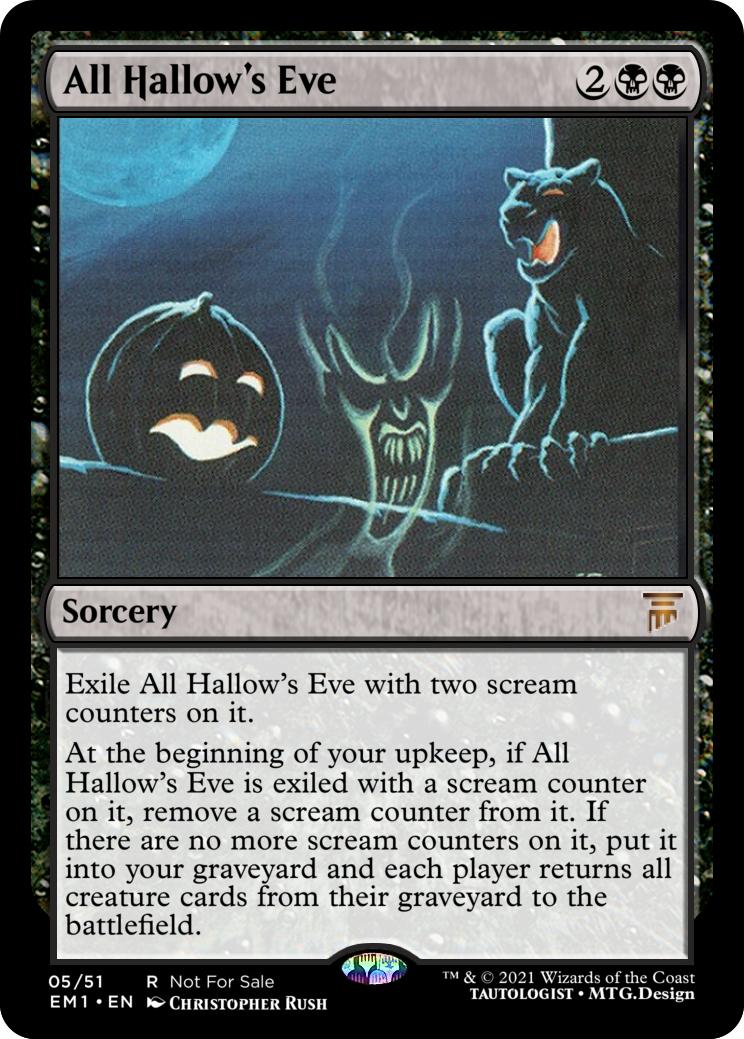 All Hallow's Eve 2
Sorcery
Exile All Hallow's Eve with two scream
counters on it.
At the beginning of your upkeep, if All
Hallow's Eve is exiled with a scream counter
on it, remove a scream counter from it. If
there are no more scream counters on it, put it
into your graveyard and each player returns all
creature cards from their graveyard to the
battlefield.
05/51 R Not For Sale ™ & © 2021 Wizards of the Coast
EM1 • EN Christopher Rush TAUTOLOGIST • MTG.Design